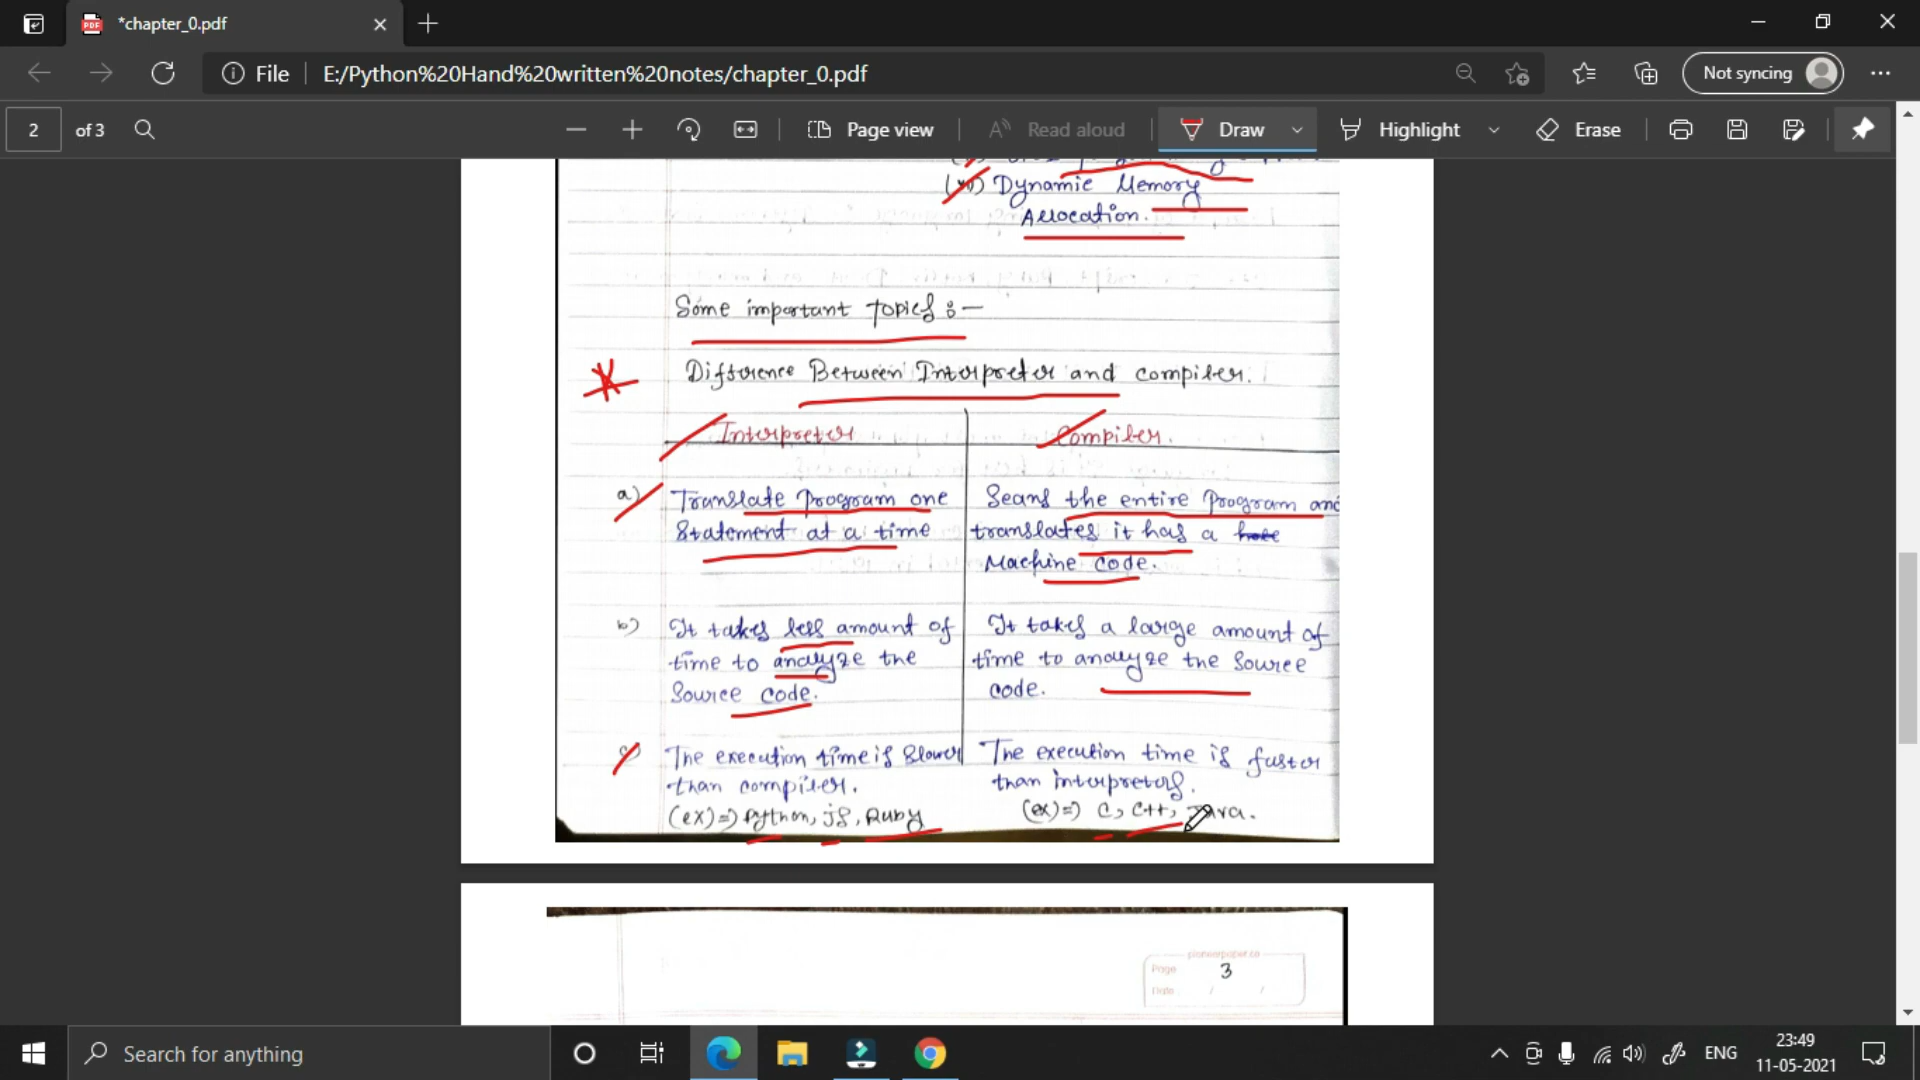 *chapter_0.pdf
File
E:/Python%20Hand%20written%20notes/chapter_0.pdf
Not syncing
2 of 3
Page view
Read aloud
Draw
Highlight
Erase
Dynamic Memory
Allocation.
Some important Topics :-
Difference Between Interpreter and compiler.
Interpreter
Compiler.
a) Translate Program one
Statement at a time
Scans the entire Program and
translates it has a
Machine code.
b) It takes less amount of
time to analyze the
Source code.
It takes a large amount of
time to analyze the Source
code.
c) The execution time is slower
than compiler.
(ex)=> Python, js, Ruby
The execution time is faster
than interpreters.
(ex)=> C, C++, Java.
Page 3
Date / /
Search for anything
ENG
23:49
11-05-2021